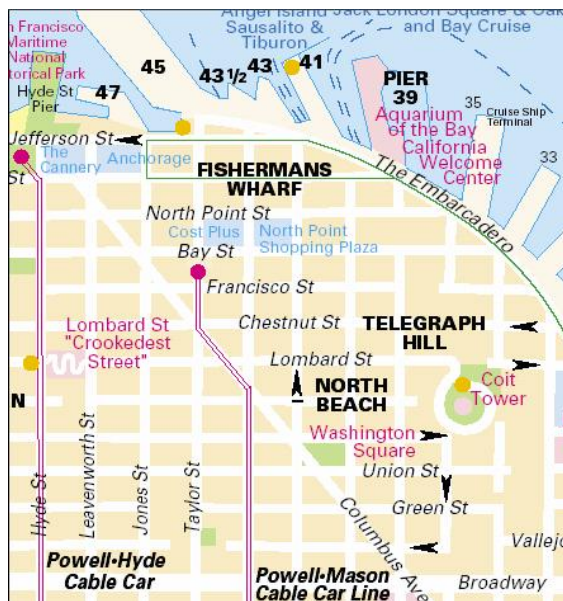 Angel Island Jack London Square & Oak
Sausalito &
Tiburon
and Bay Cruise
n Francisco
Maritime
National
torical Park
Hyde St
Pier
47
45
43 1/2
43
41
PIER
39
Aquarium
of the Bay
California
Welcome
Center
35
Cruise Ship
Terminal
33
Jefferson St
St
The
Cannery
Anchorage
FISHERMANS
WHARF
The Embarcadero
North Point St
Cost Plus
North Point
Shopping Plaza
Bay St
Francisco St
Chestnut St
TELEGRAPH
HILL
Lombard St
"Crookedest
Street"
Lombard St
NORTH
BEACH
Coit
Tower
N
Washington
Square
Union St
Green St
Hyde St
Leavenworth St
Jones St
Taylor St
Columbus Ave
Vallejo
Powell•Hyde
Cable Car
Powell•Mason
Cable Car Line
Broadway